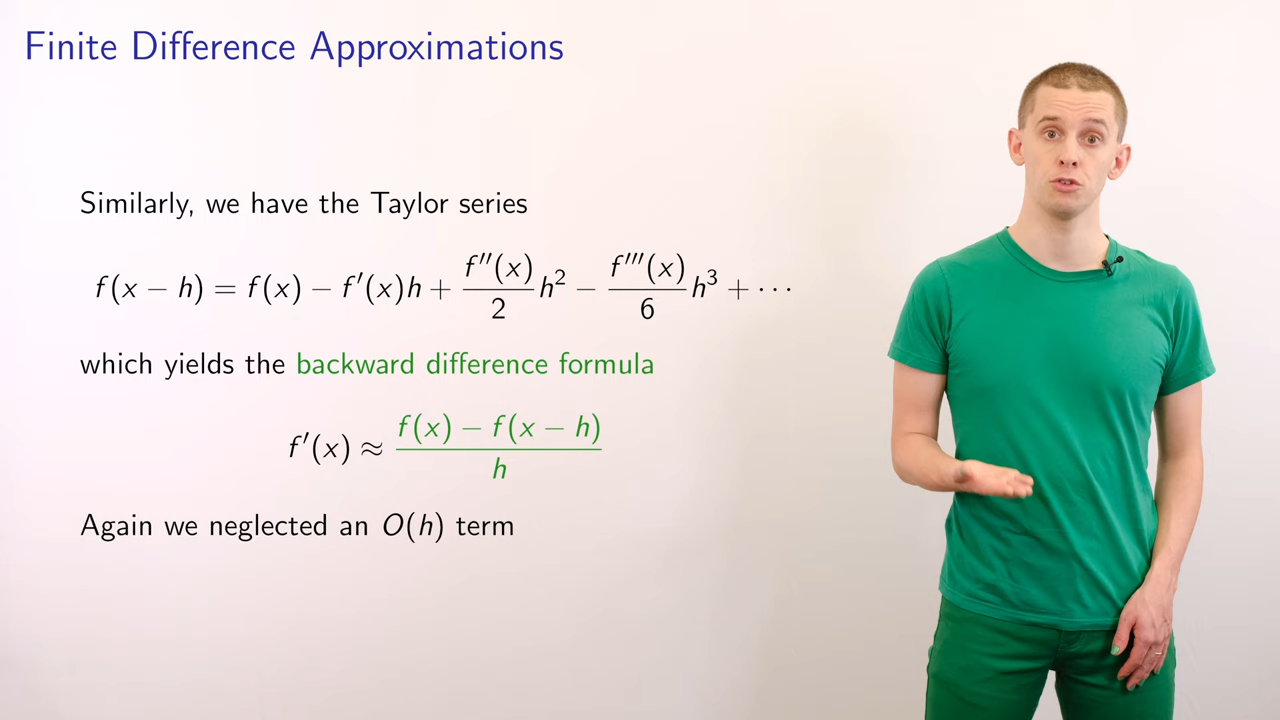 Finite Difference Approximations
Similarly, we have the Taylor series
f(x − h) = f(x) − f′(x)h + f″(x)/2 h² − f‴(x)/6 h³ + ⋯
which yields the backward difference formula
f′(x) ≈ f(x) − f(x − h) / h
Again we neglected an O(h) term